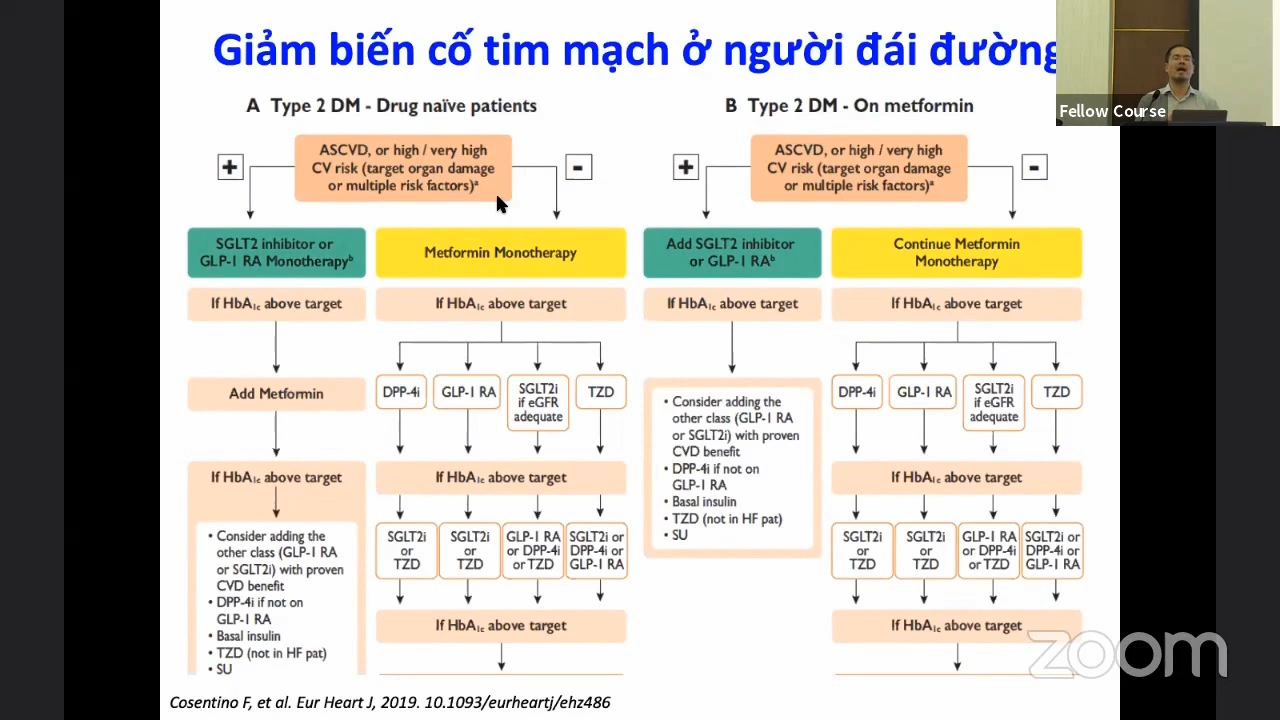 Giảm biến cố tim mạch ở người đái đường
Fellow Course
A Type 2 DM - Drug naïve patients
+
ASCVD, or high / very high
CV risk (target organ damage
or multiple risk factors)ᵃ
-
SGLT2 inhibitor or
GLP-1 RA Monotherapyᵇ
Metformin Monotherapy
If HbA₁c above target
If HbA₁c above target
Add Metformin
DPP-4i
GLP-1 RA
SGLT2i
if eGFR
adequate
TZD
If HbA₁c above target
If HbA₁c above target
• Consider adding the
other class (GLP-1 RA
or SGLT2i) with proven
CVD benefit
• DPP-4i if not on
GLP-1 RA
• Basal insulin
• TZD (not in HF pat)
• SU
SGLT2i
or
TZD
SGLT2i
or
TZD
GLP-1 RA
or DPP-4i
or TZD
SGLT2i or
DPP-4i or
GLP-1 RA
If HbA₁c above target
B Type 2 DM - On metformin
+
ASCVD, or high / very high
CV risk (target organ damage
or multiple risk factors)ᵃ
-
Add SGLT2 inhibitor
or GLP-1 RAᵇ
Continue Metformin
Monotherapy
If HbA₁c above target
If HbA₁c above target
• Consider adding the
other class (GLP-1 RA
or SGLT2i) with proven
CVD benefit
• DPP-4i if not on
GLP-1 RA
• Basal insulin
• TZD (not in HF pat)
• SU
DPP-4i
GLP-1 RA
SGLT2i
if eGFR
adequate
TZD
If HbA₁c above target
SGLT2i
or
TZD
SGLT2i
or
TZD
GLP-1 RA
or DPP-4i
or TZD
SGLT2i or
DPP-4i or
GLP-1 RA
If HbA₁c above target
zoom
Cosentino F, et al. Eur Heart J, 2019. 10.1093/eurheartj/ehz486